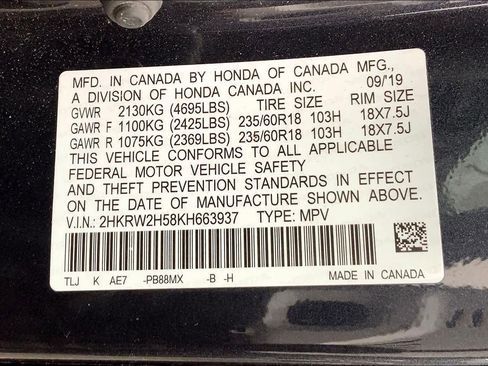 MFD. IN CANADA BY HONDA OF CANADA MFG.,
A DIVISION OF HONDA CANADA INC. 09/'19
GVWR 2130KG (4695LBS) TIRE SIZE RIM SIZE
GAWR F 1100KG (2425LBS) 235/60R18 103H 18X7.5J
GAWR R 1075KG (2369LBS) 235/60R18 103H 18X7.5J
THIS VEHICLE CONFORMS TO ALL APPLICABLE
FEDERAL MOTOR VEHICLE SAFETY
AND THEFT PREVENTION STANDARDS IN EFFECT
ON THE DATE OF MANUFACTURE SHOWN ABOVE.
V.I.N.: 2HKRW2H58KH663937 TYPE: MPV
TLJ K AE7 -PB88MX -B -H MADE IN CANADA